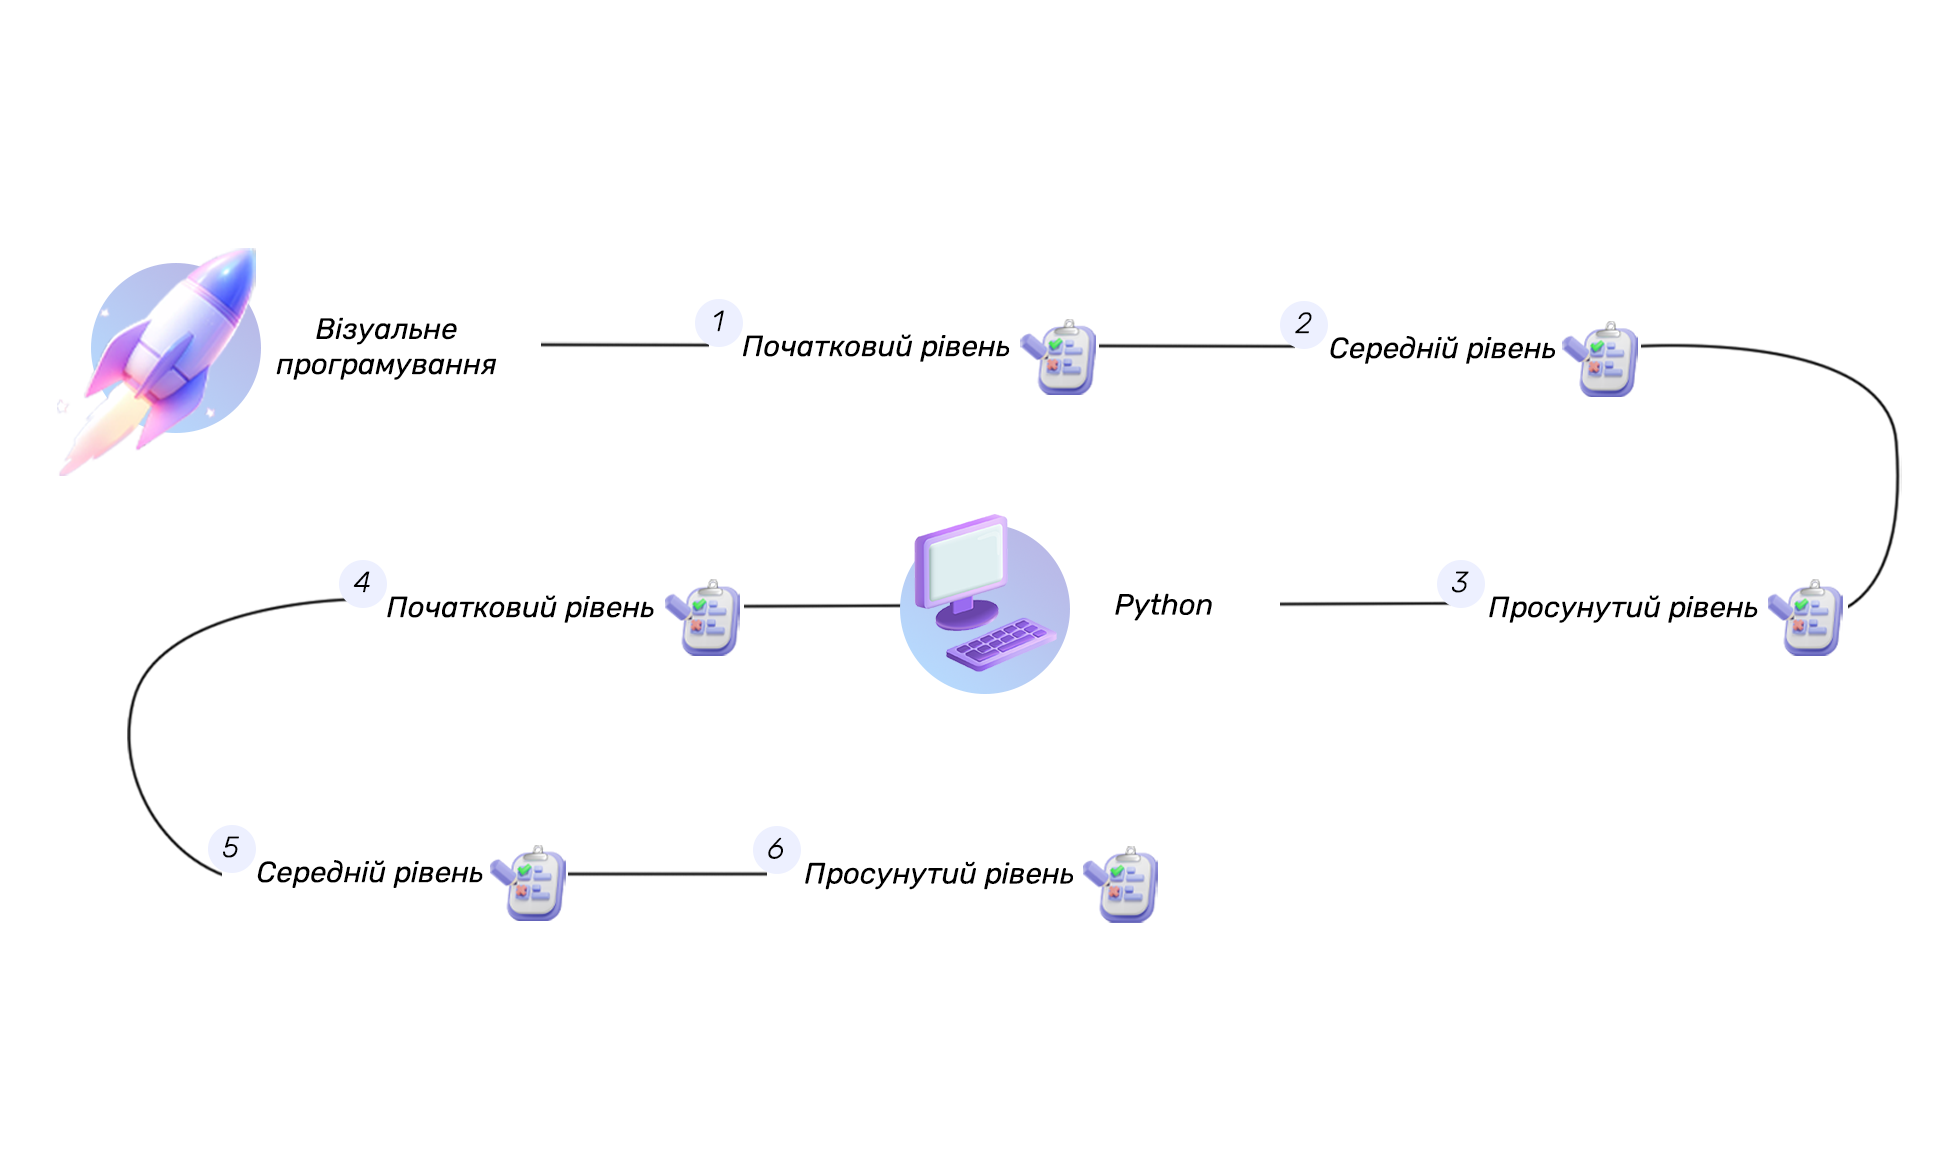 Візуальне
програмування
1
Початковий рівень
2
Середній рівень
3
Просунутий рівень
Python
4
Початковий рівень
5
Середній рівень
6
Просунутий рівень